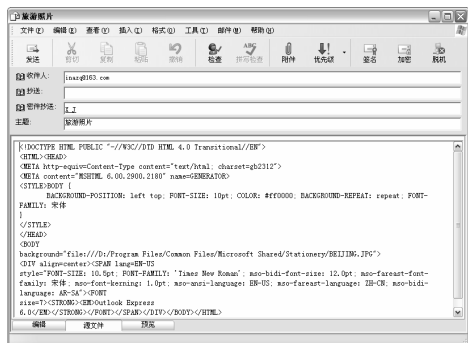 旅游照片
文件(F) 编辑(E) 查看(V) 插入(I) 格式(O) 工具(T) 邮件(M) 帮助(H)
发送 剪切 复制 粘贴 撤销 检查 拼写检查 附件 优先级 签名 加密 脱机
收件人: inazq@163.com
抄送:
密件抄送:
主题: 旅游照片
<!DOCTYPE HTML PUBLIC "-//W3C//DTD HTML 4.0 Transitional//EN">
<HTML><HEAD>
<META http-equiv=Content-Type content="text/html; charset=gb2312">
<META content="MSHTML 6.00.2900.2180" name=GENERATOR>
<STYLE>BODY {
BACKGROUND-POSITION: left top; FONT-SIZE: 10pt; COLOR: #ff0000; BACKGROUND-REPEAT: repeat; FONT-
FAMILY: 宋体
}
</STYLE>
</HEAD>
<BODY
background="file:///D:/Program Files/Common Files/Microsoft Shared/Stationery/BEIJING.JPG">
<DIV align=center><SPAN lang=EN-US
style="FONT-SIZE: 10.5pt; FONT-FAMILY: 'Times New Roman'; mso-bidi-font-size: 12.0pt; mso-fareast-font-
family: 宋体; mso-font-kerning: 1.0pt; mso-ansi-language: EN-US; mso-fareast-language: ZH-CN; mso-bidi-
language: AR-SA"><FONT
size=7><STRONG><EM>Outlook Express
6.0</EM></STRONG></FONT></SPAN></DIV></BODY></HTML>
编辑 源文件 预览